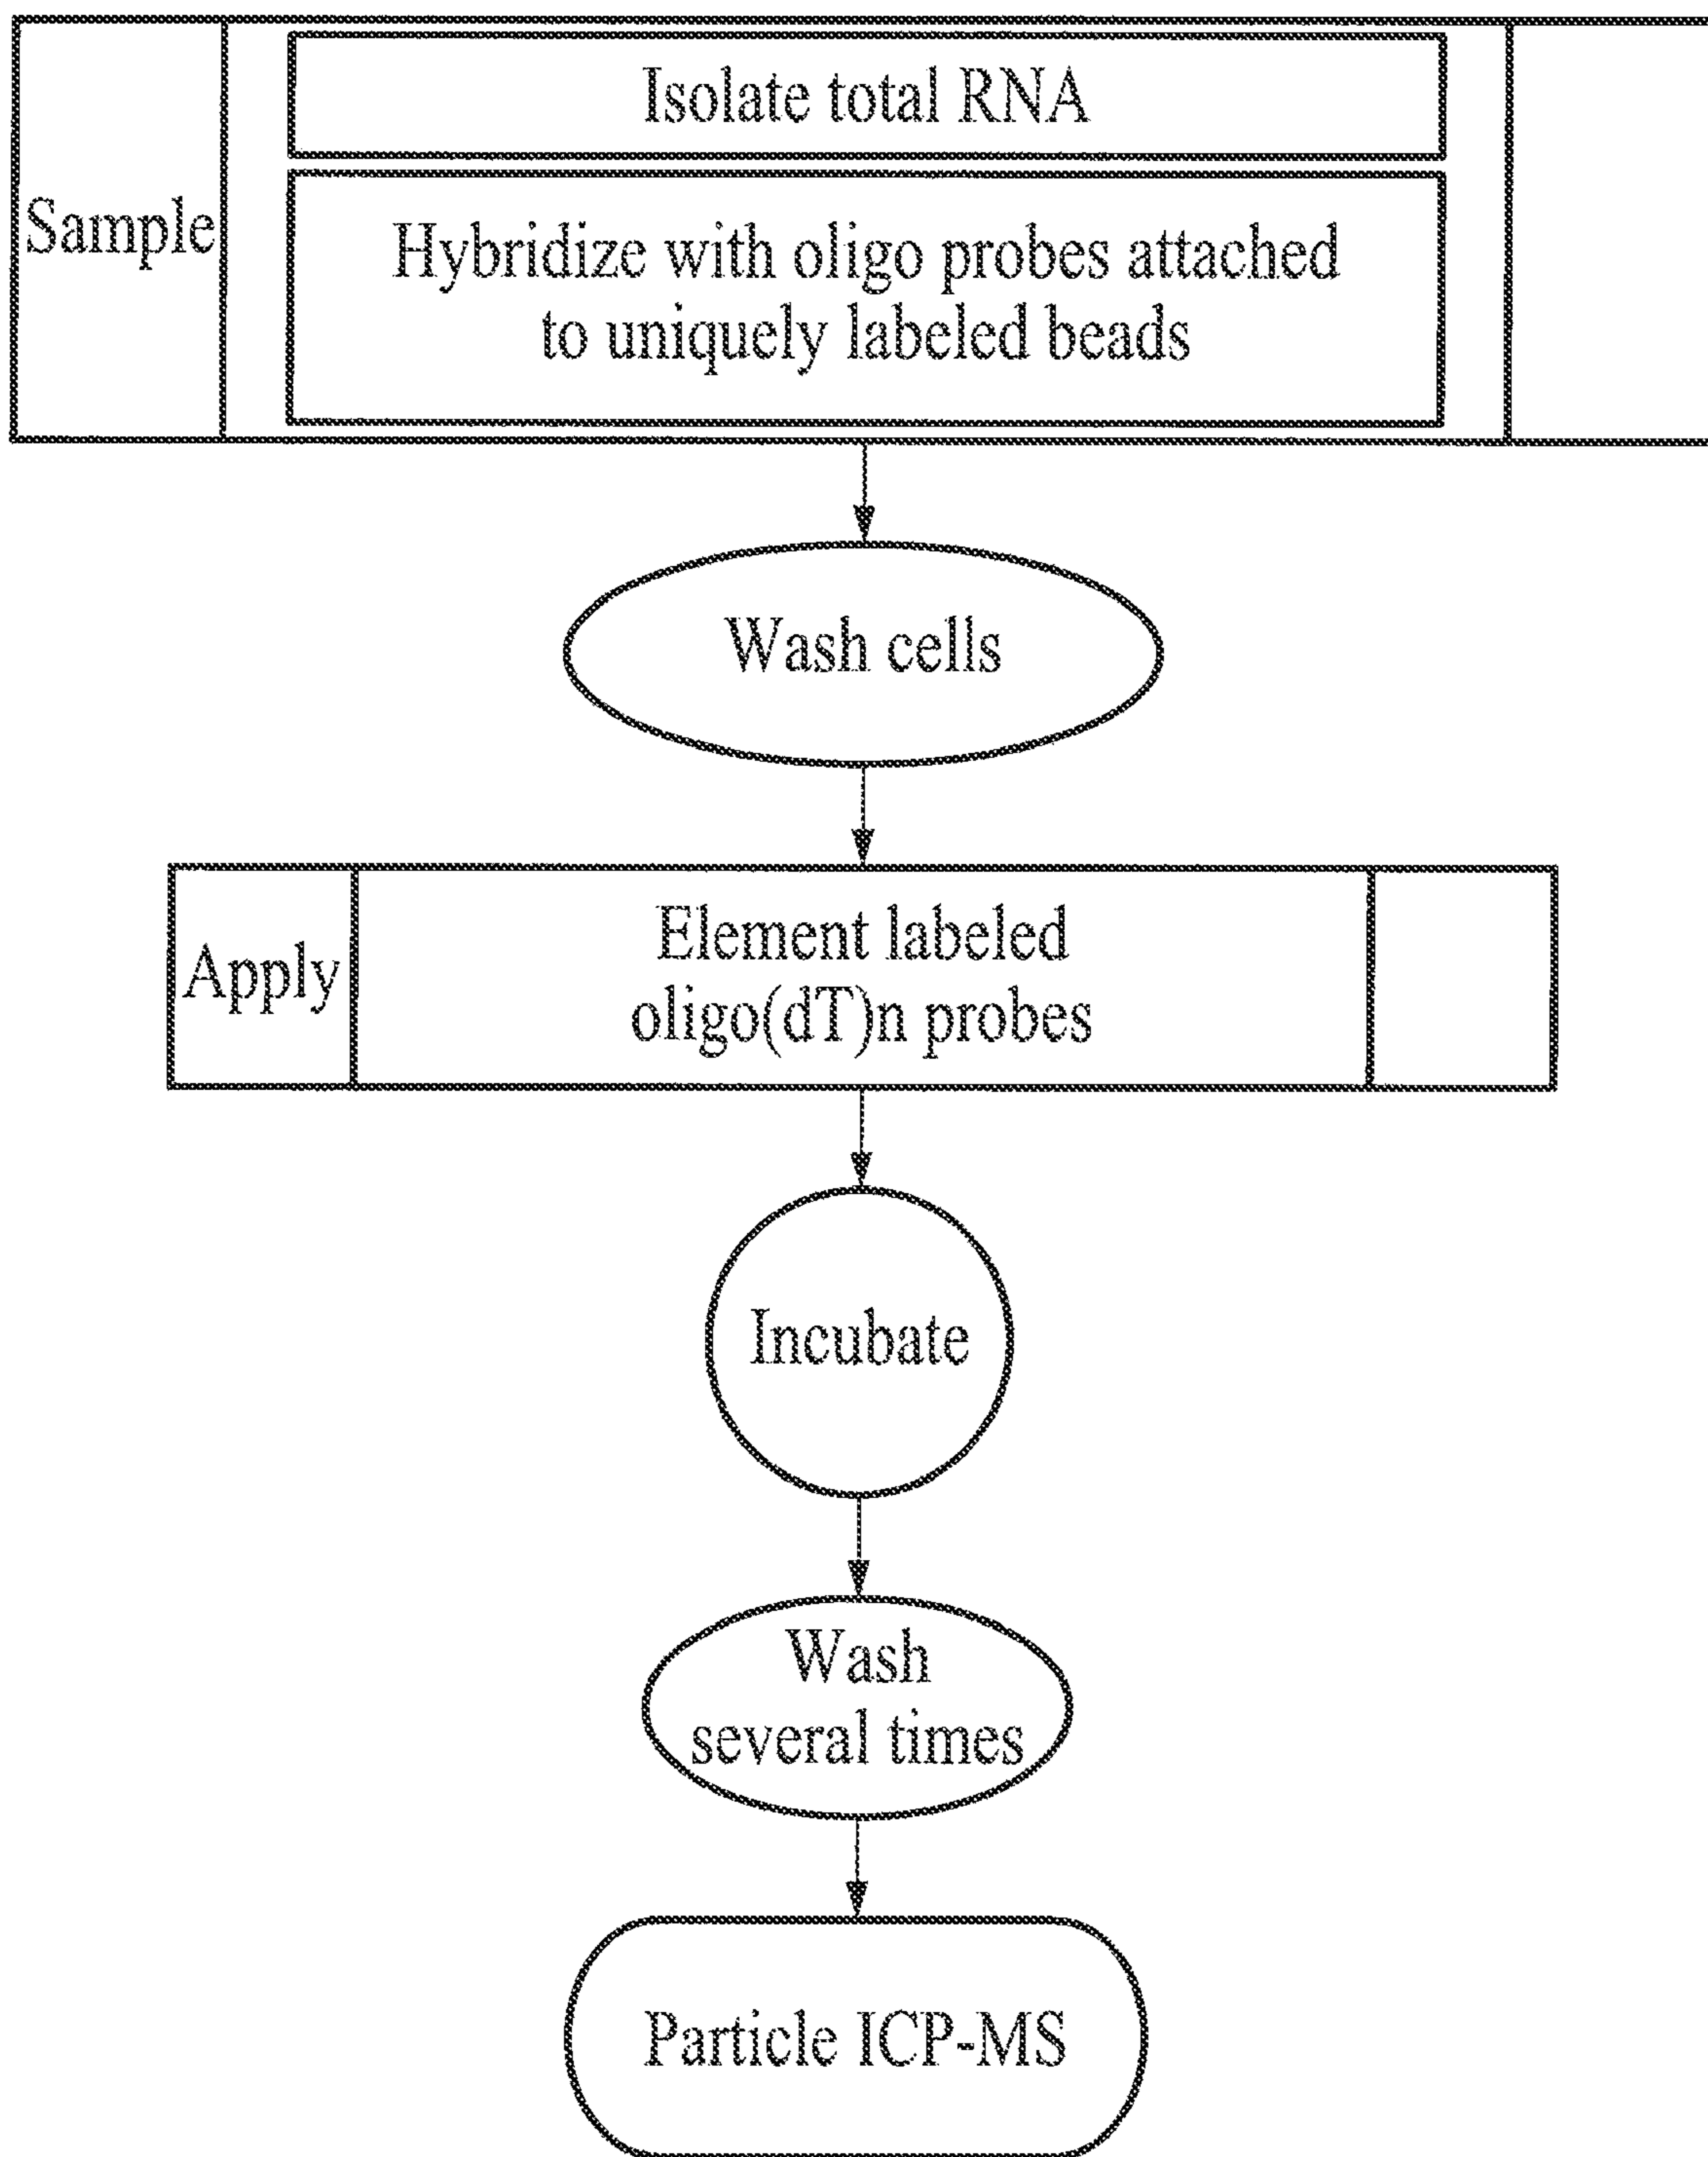 Isolate total RNA
Sample
Hybridize with oligo probes attached
to uniquely labeled beads
Wash cells
Apply
Element labeled
oligo(dT)n probes
Incubate
Wash
several times
Particle ICP-MS